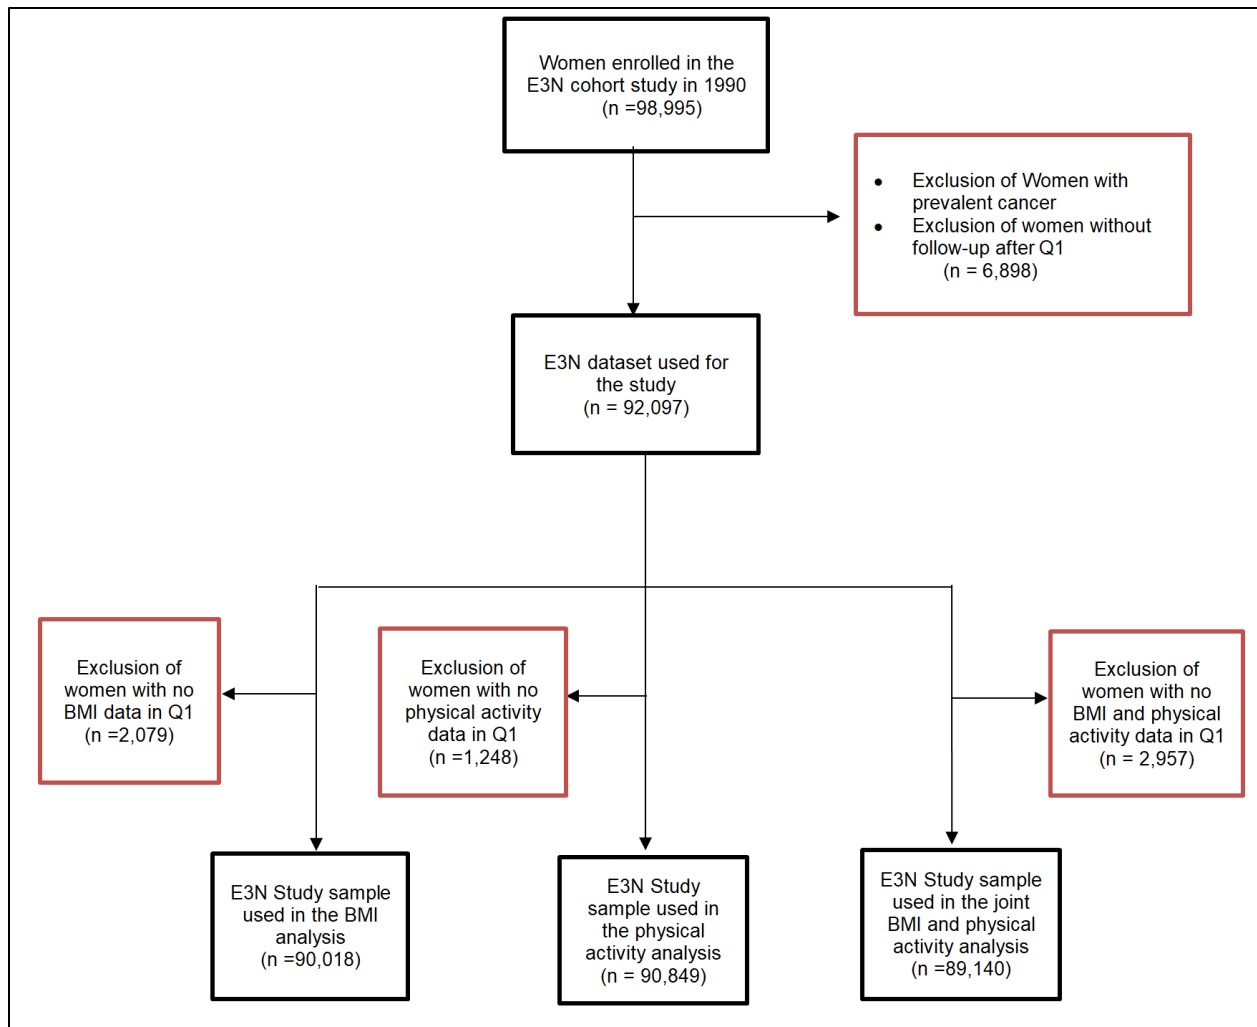 Women enrolled in the
E3N cohort study in 1990
(n =98,995)
• Exclusion of Women with
prevalent cancer
• Exclusion of women without
follow-up after Q1
(n = 6,898)
E3N dataset used for
the study
(n = 92,097)
Exclusion of
women with no
BMI data in Q1
(n =2,079)
Exclusion of
women with no
physical activity
data in Q1
(n =1,248)
Exclusion of
women with no
BMI and physical
activity data in Q1
(n = 2,957)
E3N Study sample
used in the BMI
analysis
(n =90,018)
E3N Study
sample used in
the physical
activity analysis
(n = 90,849)
E3N Study sample
used in the joint
BMI and physical
activity analysis
(n =89,140)